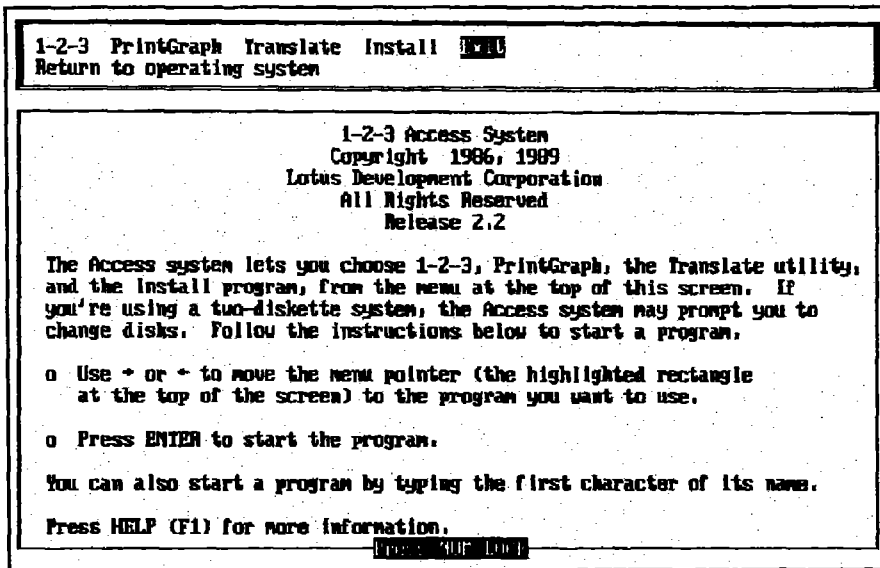 1-2-3 PrintGraph Translate Install Exit
Return to operating system
1-2-3 Access System
Copyright 1986, 1989
Lotus Development Corporation
All Rights Reserved
Release 2.2
The Access system lets you choose 1-2-3, PrintGraph, the Translate utility,
and the Install program, from the menu at the top of this screen. If
you're using a two-diskette system, the Access system may prompt you to
change disks. Follow the instructions below to start a program.
o Use → or ← to move the menu pointer (the highlighted rectangle
at the top of the screen) to the program you want to use.
o Press ENTER to start the program.
You can also start a program by typing the first character of its name.
Press HELP (F1) for more information.
Press NUM LOCK